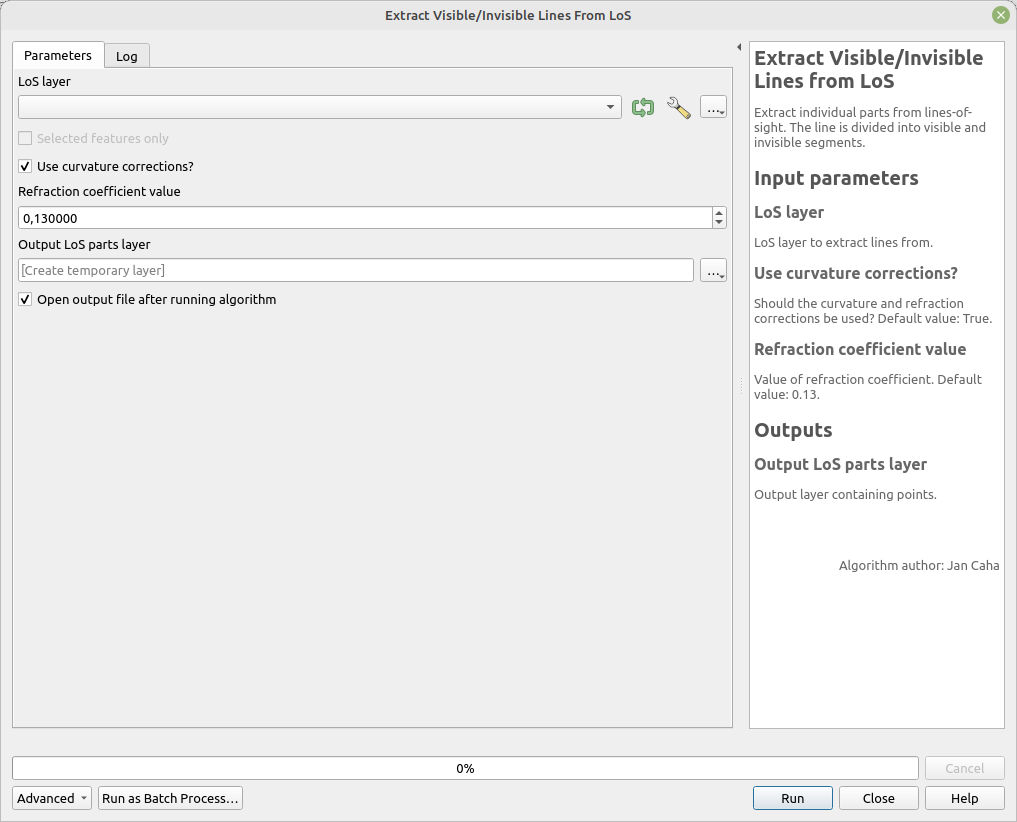 Extract Visible/Invisible Lines From LoS
Parameters
Log
LoS layer
...
Selected features only
Use curvature corrections?
Refraction coefficient value
0,130000
Output LoS parts layer
[Create temporary layer]
...
Open output file after running algorithm
Extract Visible/Invisible
Lines from LoS
Extract individual parts from lines-of-
sight. The line is divided into visible and
invisible segments.
Input parameters
LoS layer
LoS layer to extract lines from.
Use curvature corrections?
Should the curvature and refraction
corrections be used? Default value: True.
Refraction coefficient value
Value of refraction coefficient. Default
value: 0.13.
Outputs
Output LoS parts layer
Output layer containing points.
Algorithm author: Jan Caha
0%
Cancel
Advanced
Run as Batch Process…
Run
Close
Help